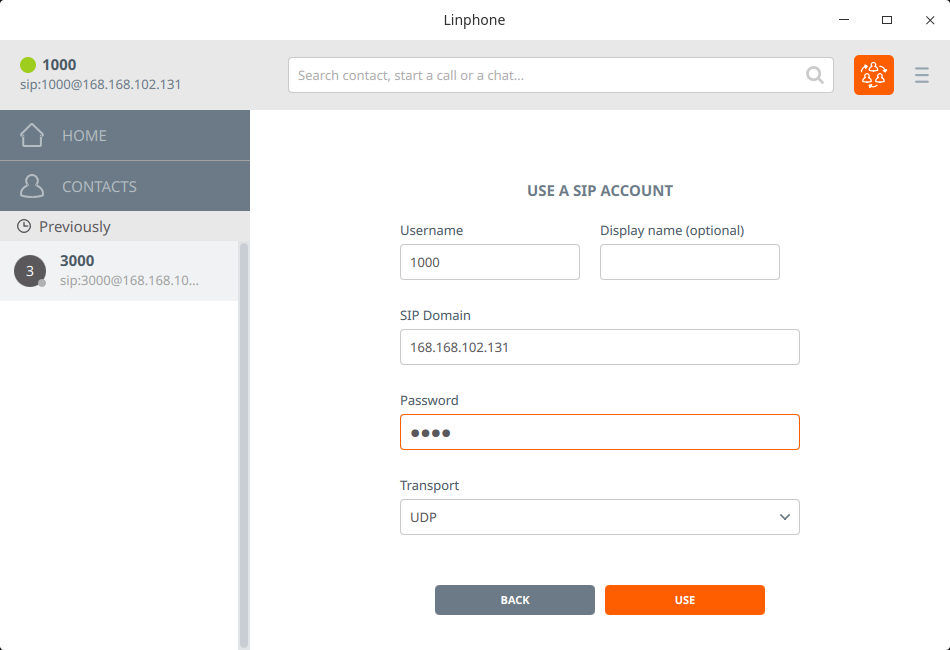 Linphone
1000
sip:1000@168.168.102.131
Search contact, start a call or a chat...
HOME
CONTACTS
Previously
3
3000
sip:3000@168.168.10...
USE A SIP ACCOUNT
Username
Display name (optional)
1000
SIP Domain
168.168.102.131
Password
●●●●
Transport
UDP
BACK
USE